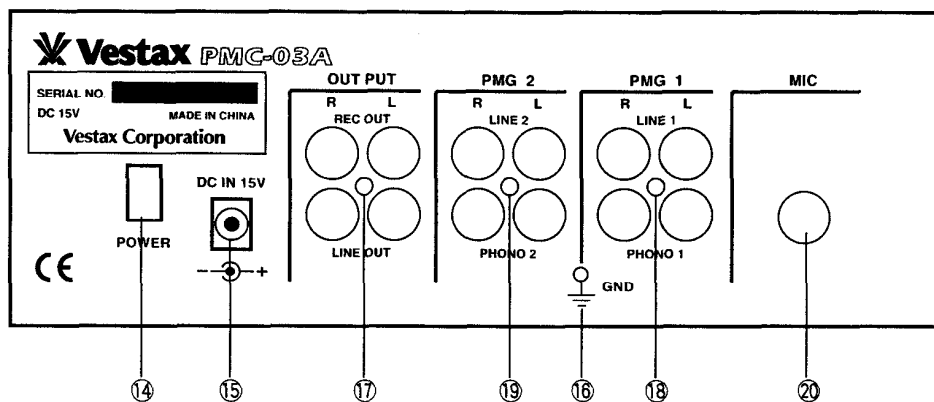 Vestax PMC-03A
SERIAL NO.
DC 15V MADE IN CHINA
Vestax Corporation
POWER
DC IN 15V
- +
CE
OUT PUT
R L
REC OUT
LINE OUT
PMG 2
R L
LINE 2
PHONO 2
PMG 1
R L
LINE 1
PHONO 1
GND
MIC
⑭ ⑮ ⑰ ⑲ ⑯ ⑱ ⑳